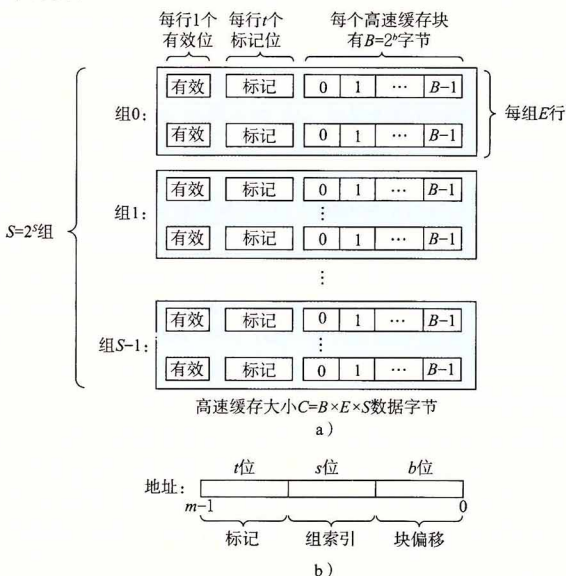 每行1个 每行t个 每个高速缓存块
有效位 标记位 有B=2ᵇ字节
有效 标记 0 1 … B−1
组0: 每组E行
有效 标记 0 1 … B−1
有效 标记 0 1 … B−1
组1: ⋮
有效 标记 0 1 … B−1
S=2ˢ组
⋮
有效 标记 0 1 … B−1
组S−1: ⋮
有效 标记 0 1 … B−1
高速缓存大小C=B×E×S数据字节
a)
t位 s位 b位
地址:
m−1 0
标记 组索引 块偏移
b)